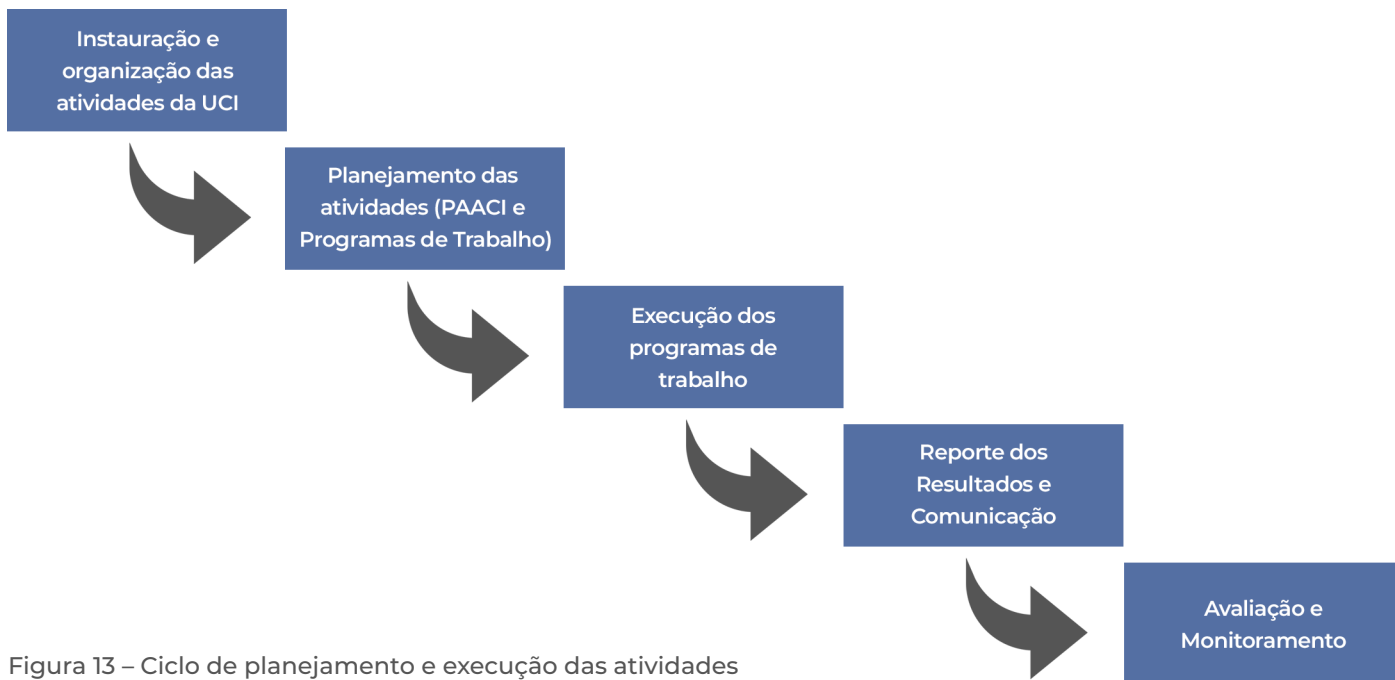 Instauração e
organização das
atividades da UCI
Planejamento das
atividades (PAACI e
Programas de Trabalho)
Execução dos
programas de
trabalho
Reporte dos
Resultados e
Comunicação
Avaliação e
Monitoramento
Figura 13 – Ciclo de planejamento e execução das atividades